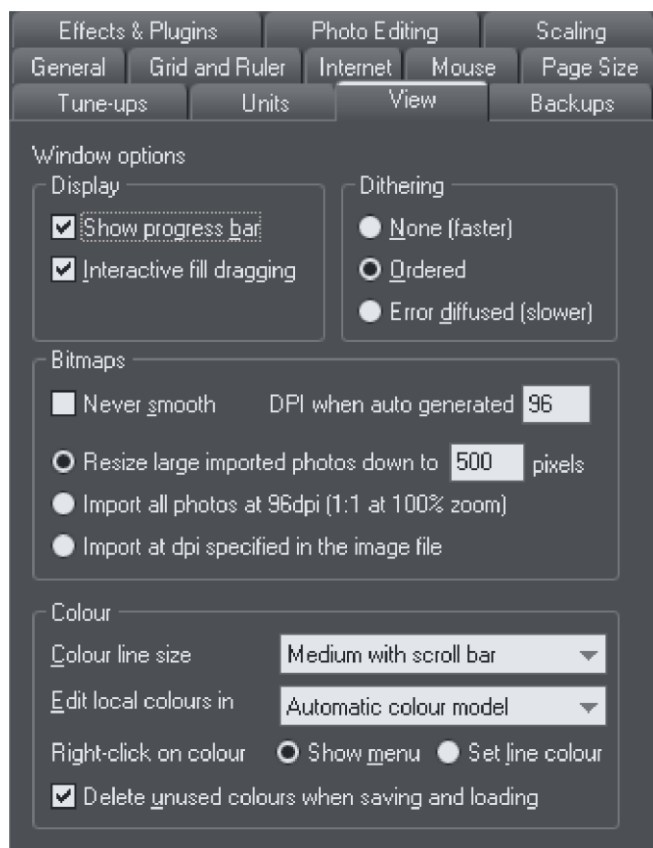 Effects & Plugins Photo Editing Scaling
General Grid and Ruler Internet Mouse Page Size
Tune-ups Units View Backups
Window options
Display
Show progress bar
Interactive fill dragging
Dithering
None (faster)
Ordered
Error diffused (slower)
Bitmaps
Never smooth DPI when auto generated 96
Resize large imported photos down to 500 pixels
Import all photos at 96dpi (1:1 at 100% zoom)
Import at dpi specified in the image file
Colour
Colour line size Medium with scroll bar
Edit local colours in Automatic colour model
Right-click on colour Show menu Set line colour
Delete unused colours when saving and loading